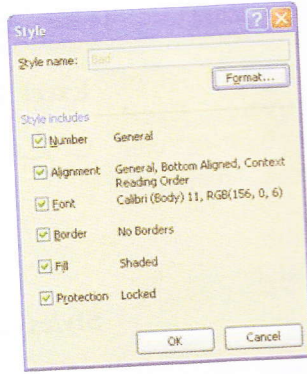 Style
Style name: Bad
Format...
Style includes
Number General
Alignment General, Bottom Aligned, Context
Reading Order
Font Calibri (Body) 11, RGB(156, 0, 6)
Border No Borders
Fill Shaded
Protection Locked
OK Cancel